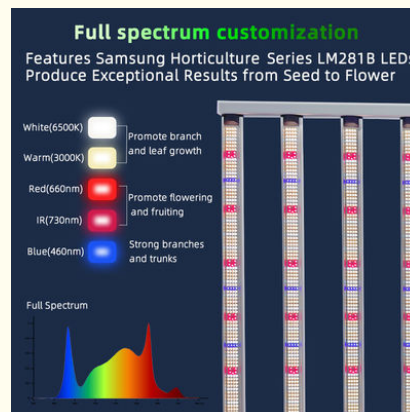 Full spectrum customization
Features Samsung Horticulture Series LM281B LEDs
Produce Exceptional Results from Seed to Flower
White(6500K)
Promote branch
and leaf growth
Warm(3000K)
Red(660nm)
Promote flowering
and fruiting
IR(730nm)
Blue(460nm)
Strong branches
and trunks
Full Spectrum